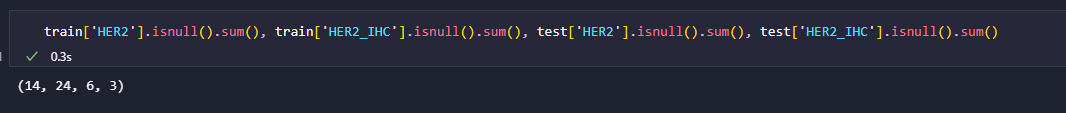 train['HER2'].isnull().sum(), train['HER2_IHC'].isnull().sum(), test['HER2'].isnull().sum(), test['HER2_IHC'].isnull().sum()
0.3s
(14, 24, 6, 3)